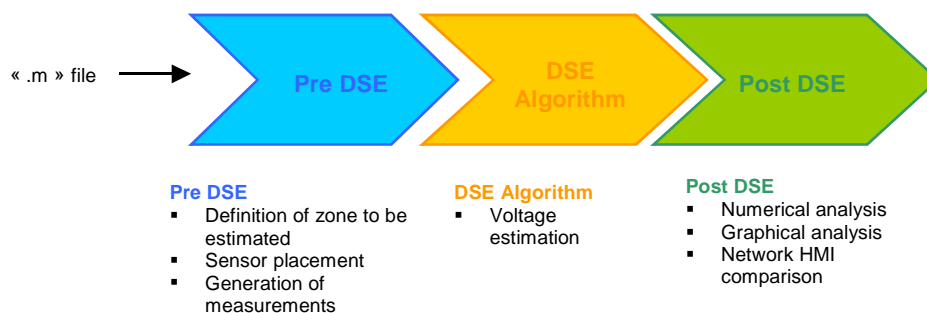 « .m » file
Pre DSE
DSE
Algorithm
Post DSE
Pre DSE
▪ Definition of zone to be
estimated
▪ Sensor placement
▪ Generation of
measurements
DSE Algorithm
▪ Voltage
estimation
Post DSE
▪ Numerical analysis
▪ Graphical analysis
▪ Network HMI
comparison